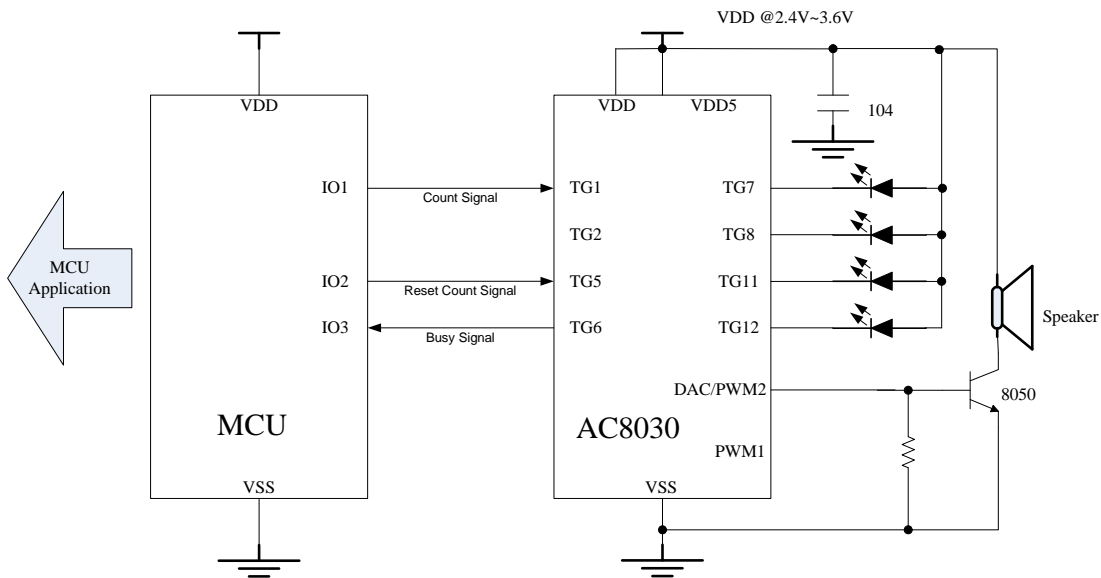 VDD @2.4V~3.6V
VDD
VDD
VDD5
104
IO1
Count Signal
TG1
TG7
TG2
TG8
MCU
Application
IO2
Reset Count Signal
TG5
TG11
IO3
Busy Signal
TG6
TG12
Speaker
DAC/PWM2
8050
MCU
AC8030
PWM1
VSS
VSS